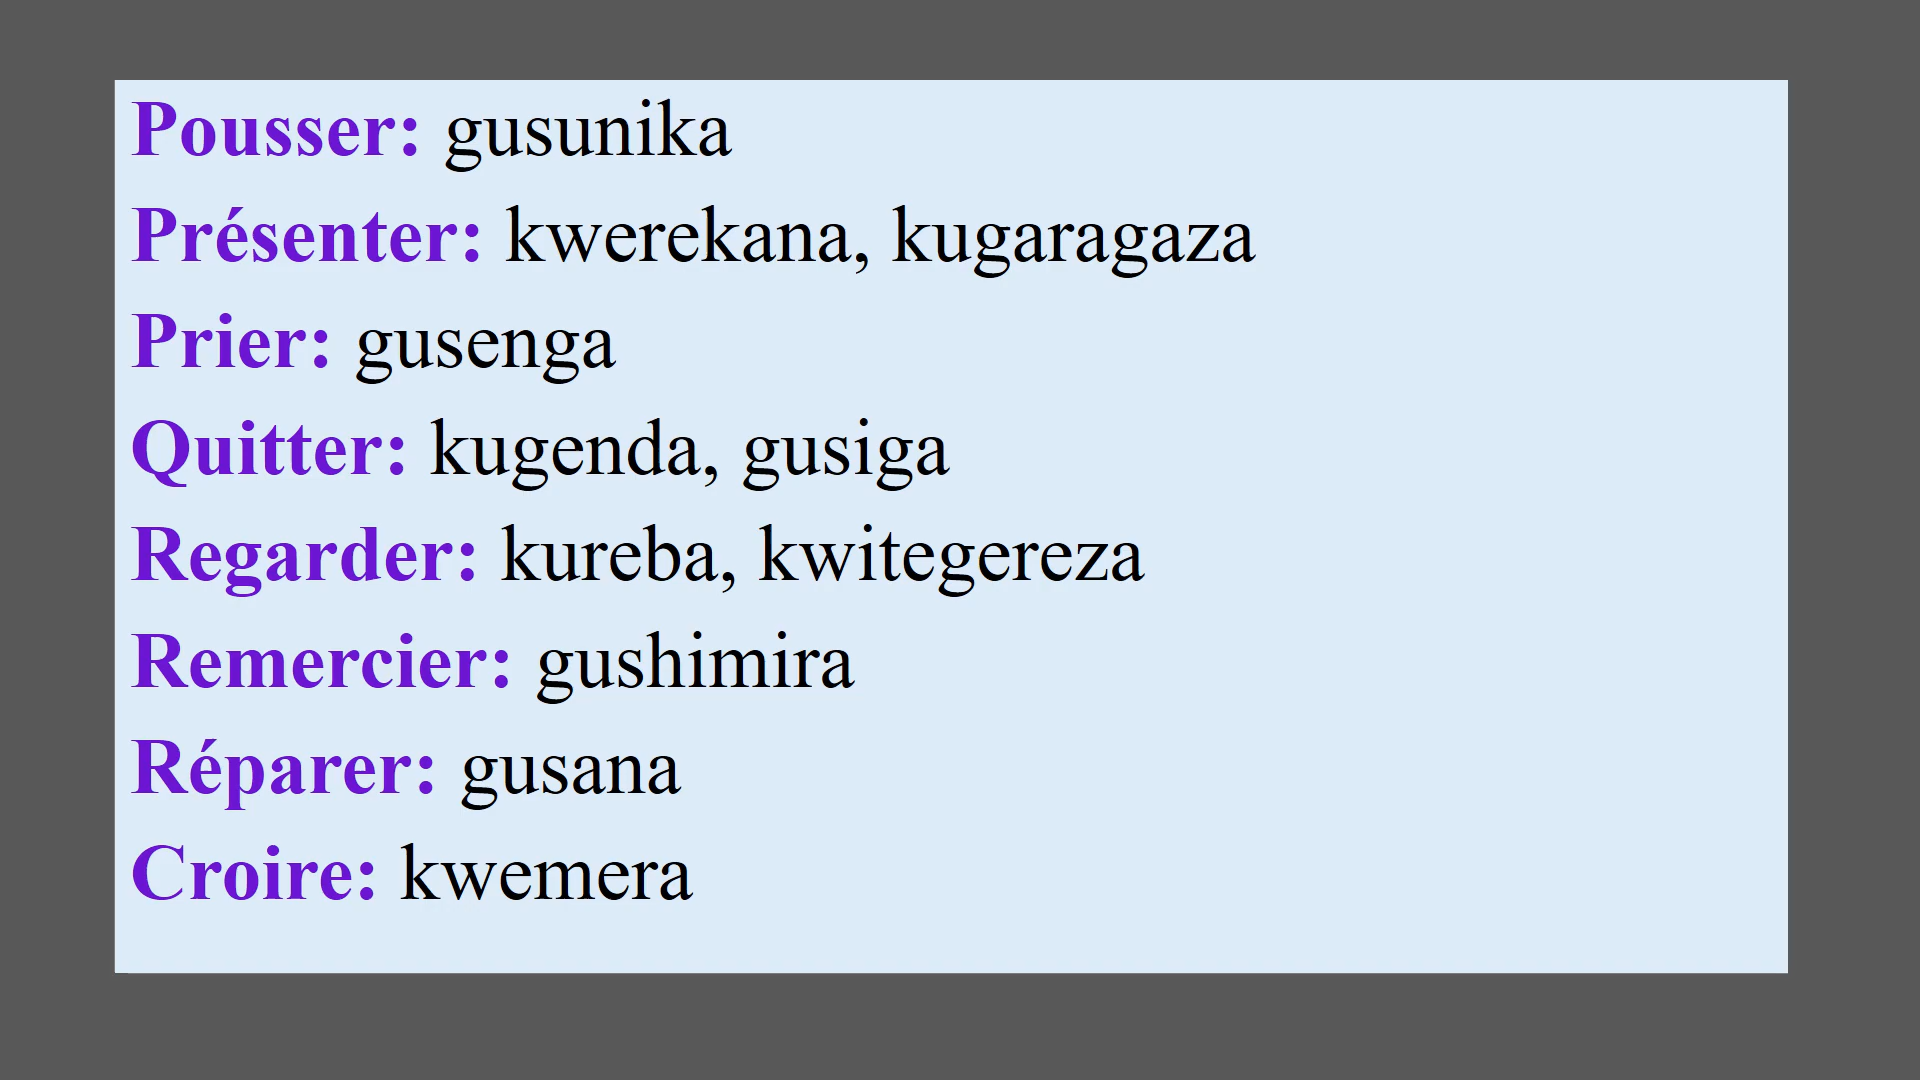 Pousser: gusunika
Présenter: kwerekana, kugaragaza
Prier: gusenga
Quitter: kugenda, gusiga
Regarder: kureba, kwitegereza
Remercier: gushimira
Réparer: gusana
Croire: kwemera